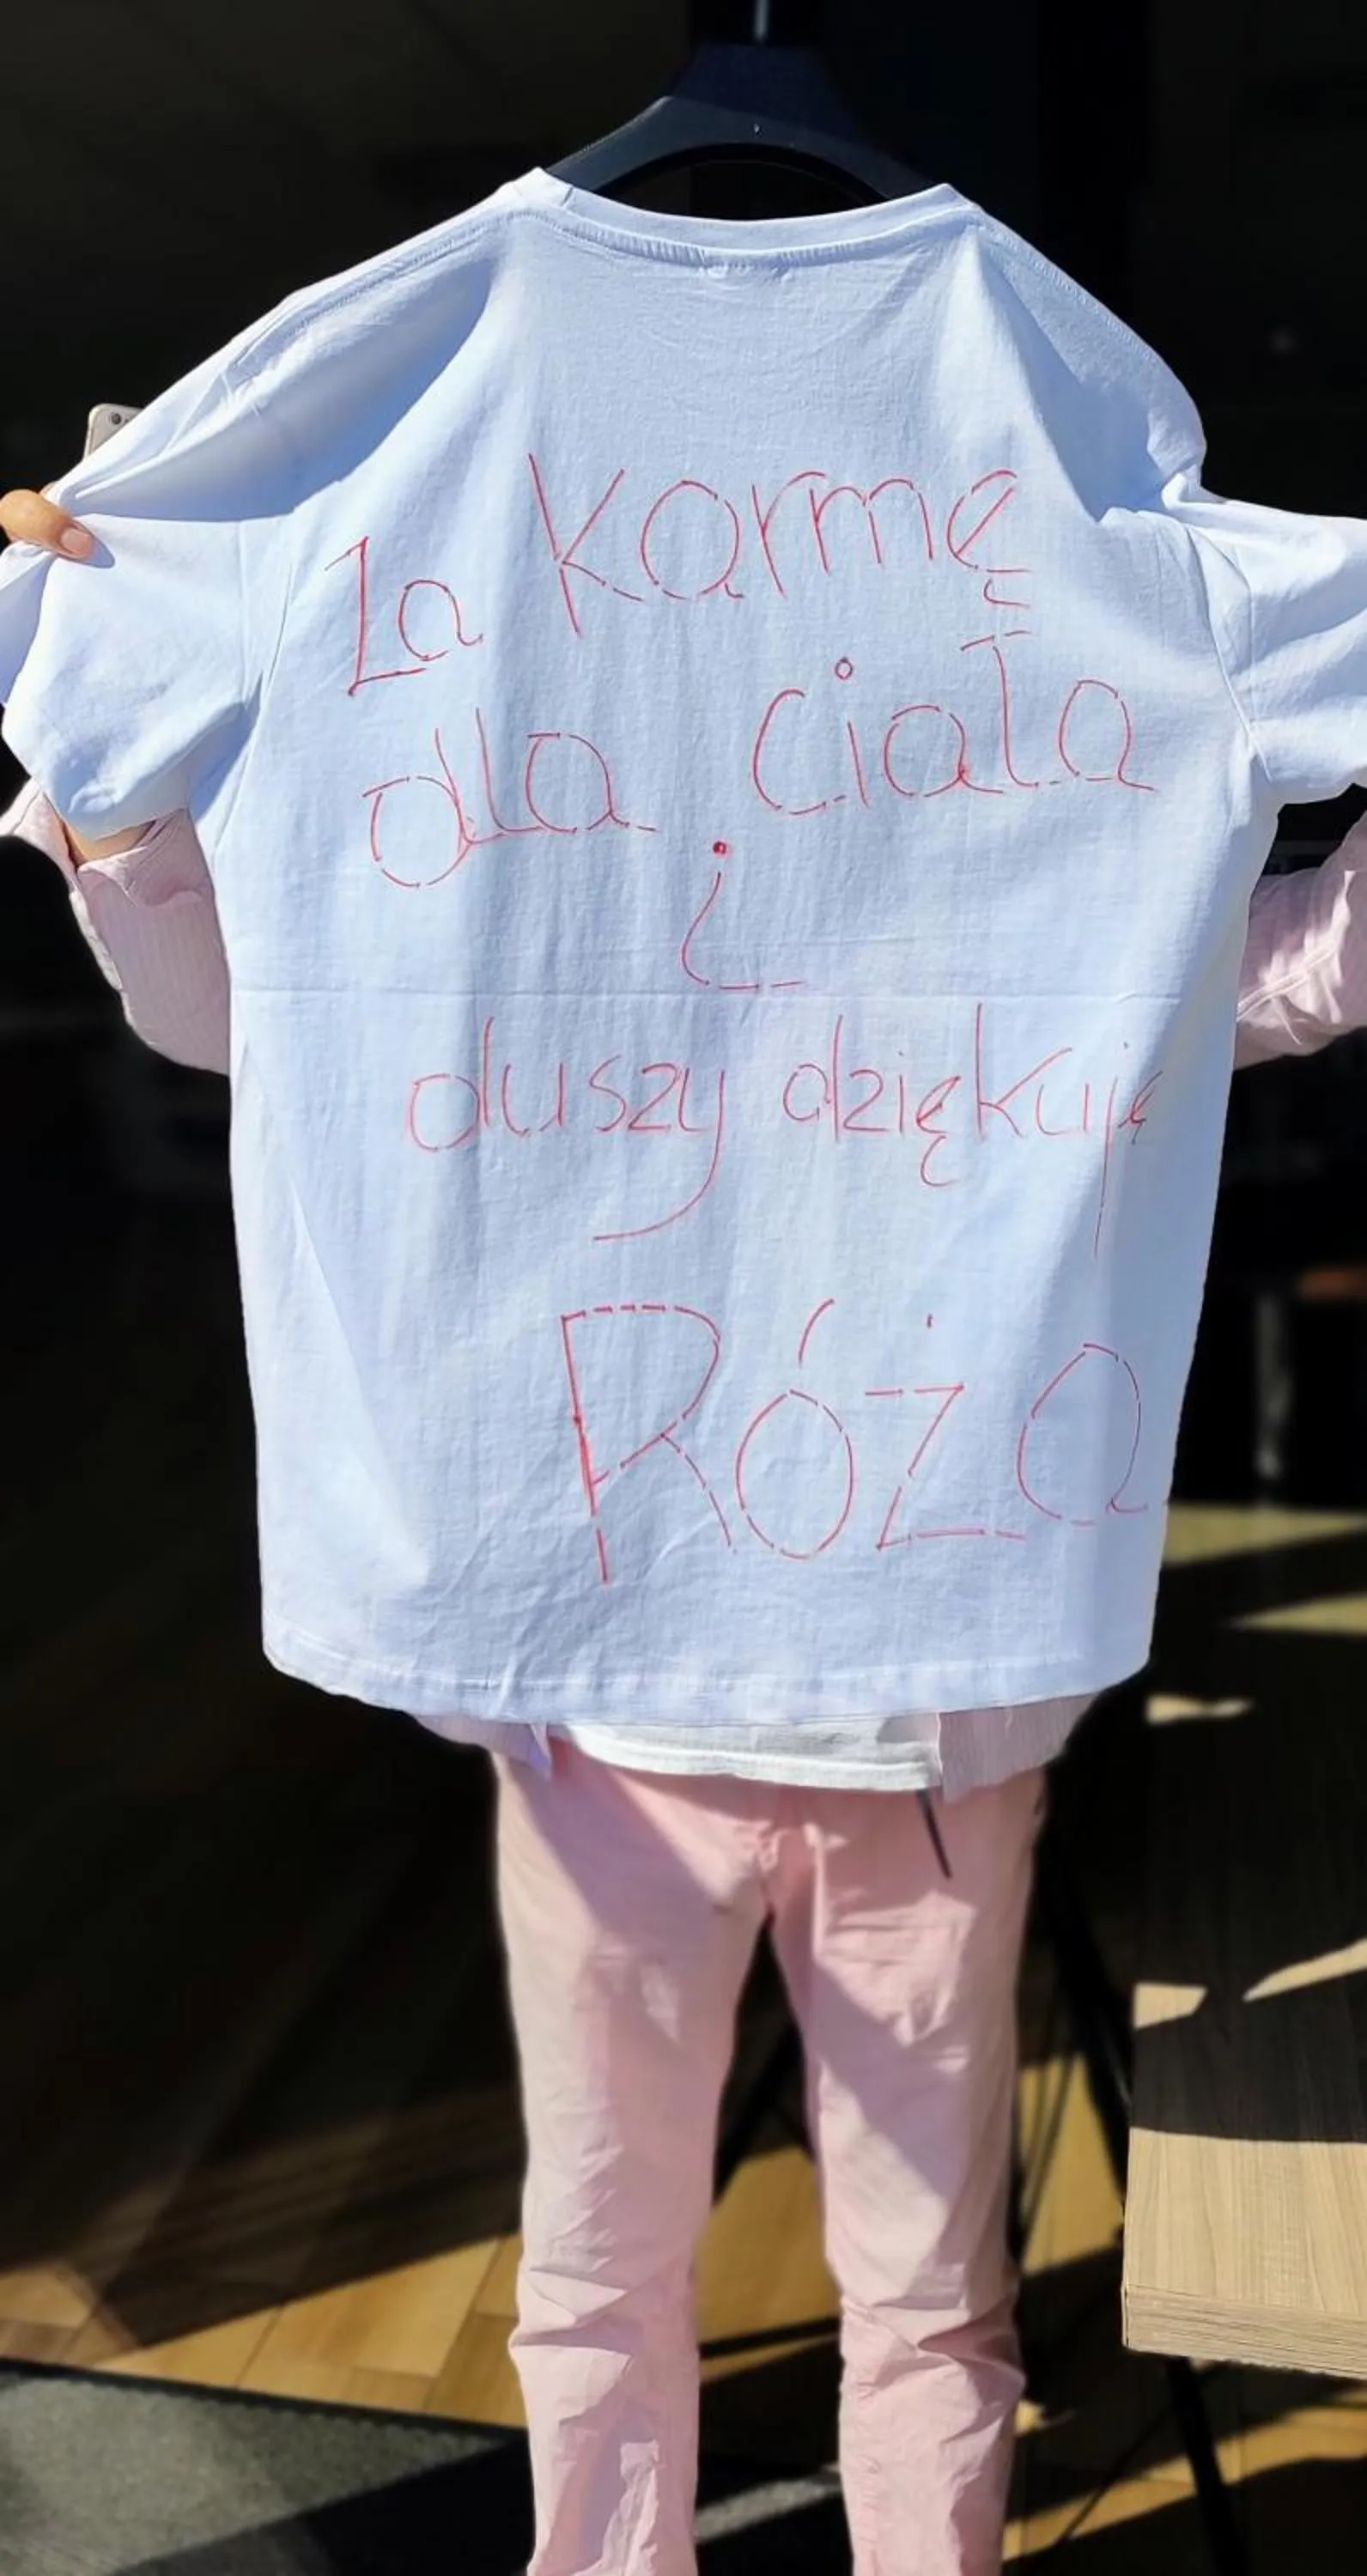 Za Karmę
dla ciała
i
duszy dziękuję
Róża